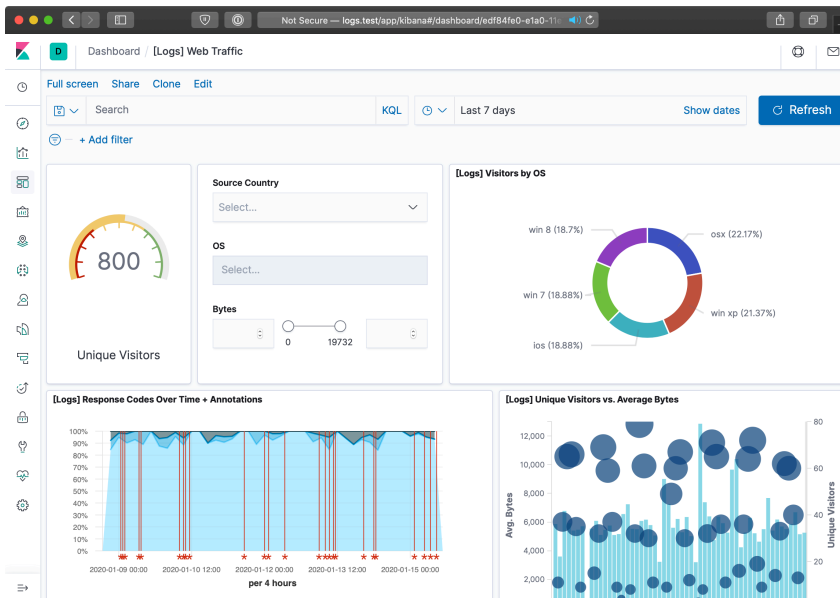 Not Secure — logs.test/app/kibana#/dashboard/edf84fe0-e1a0-11e
D
Dashboard / [Logs] Web Traffic
Full screen Share Clone Edit
Search KQL Last 7 days Show dates Refresh
+ Add filter
800
Unique Visitors
Source Country
Select...
OS
Select...
Bytes
0 19732
[Logs] Visitors by OS
win 8 (18.7%)
osx (22.17%)
win 7 (18.88%)
win xp (21.37%)
ios (18.88%)
[Logs] Response Codes Over Time + Annotations
100%
90%
80%
70%
60%
50%
40%
30%
20%
10%
0%
2020-01-09 00:00 2020-01-10 12:00 2020-01-12 00:00 2020-01-13 12:00 2020-01-15 00:00
per 4 hours
[Logs] Unique Visitors vs. Average Bytes
Avg. Bytes
12,000
10,000
8,000
6,000
4,000
2,000
80
60
40
20
Unique Visitors